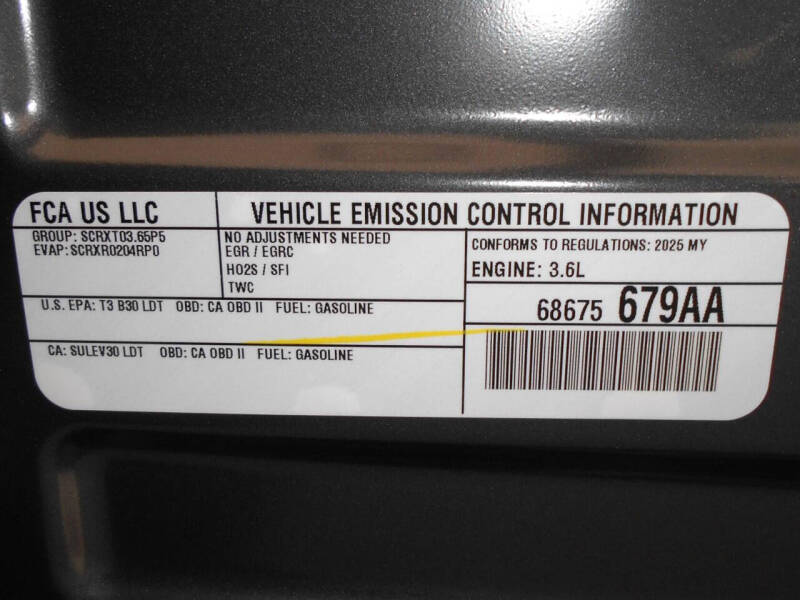 FCA US LLC
VEHICLE EMISSION CONTROL INFORMATION
GROUP: SCRXT03.65P5
EVAP: SCRXR0204RP0
NO ADJUSTMENTS NEEDED
EGR / EGRC
HO2S / SFI
TWC
CONFORMS TO REGULATIONS: 2025 MY
ENGINE: 3.6L
U.S. EPA: T3 B30 LDT OBD: CA OBD II FUEL: GASOLINE
68675 679AA
CA: SULEV30 LDT OBD: CA OBD II FUEL: GASOLINE